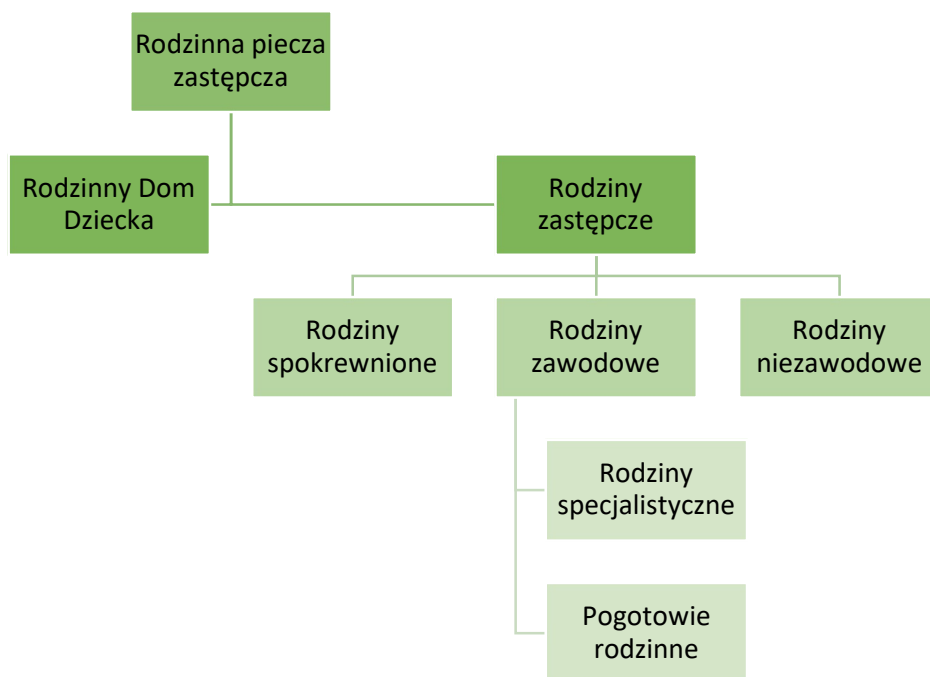 Rodzinna piecza
zastępcza
Rodzinny Dom
Dziecka
Rodziny
zastępcze
Rodziny
spokrewnione
Rodziny
zawodowe
Rodziny
niezawodowe
Rodziny
specjalistyczne
Pogotowie
rodzinne